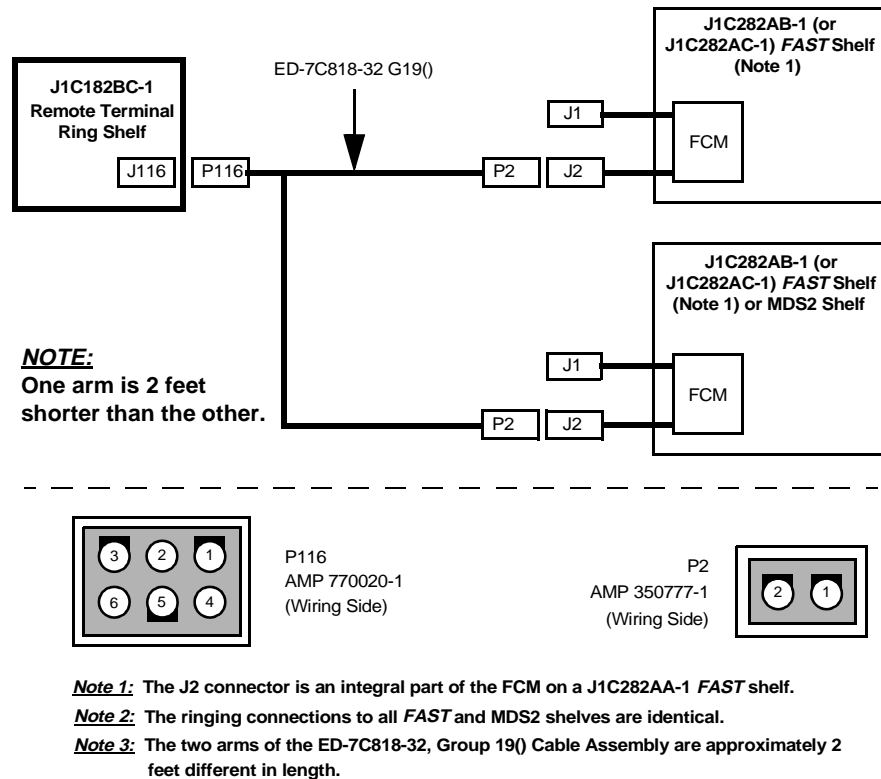 J1C282AB-1 (or
J1C282AC-1) FAST Shelf
(Note 1)
ED-7C818-32 G19()
J1C182BC-1
Remote Terminal
Ring Shelf
J1
FCM
J116
P116
P2
J2
J1C282AB-1 (or
J1C282AC-1) FAST Shelf
(Note 1) or MDS2 Shelf
NOTE:
One arm is 2 feet
shorter than the other.
J1
FCM
P2
J2
3 2 1
6 5 4
P116
AMP 770020-1
(Wiring Side)
P2
AMP 350777-1
(Wiring Side)
2 1
Note 1: The J2 connector is an integral part of the FCM on a J1C282AA-1 FAST shelf.
Note 2: The ringing connections to all FAST and MDS2 shelves are identical.
Note 3: The two arms of the ED-7C818-32, Group 19() Cable Assembly are approximately 2
feet different in length.